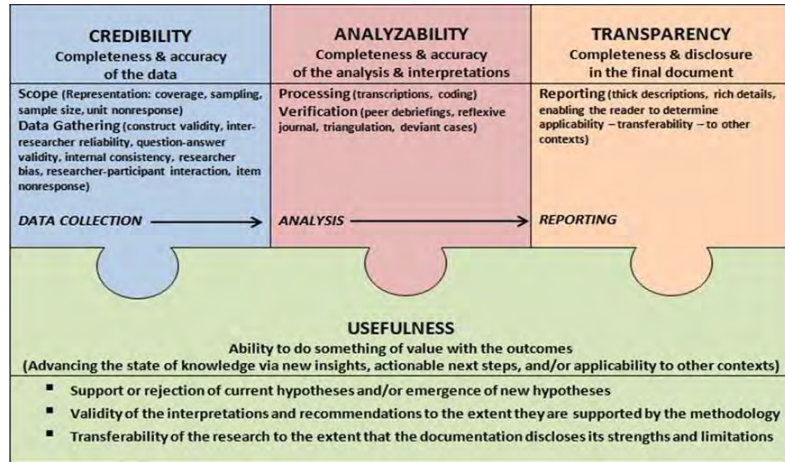 CREDIBILITY
Completeness & accuracy
of the data
Scope (Representation: coverage, sampling,
sample size, unit nonresponse)
Data Gathering (construct validity, inter-
researcher reliability, question-answer
validity, internal consistency, researcher
bias, researcher-participant interaction, item
nonresponse)
DATA COLLECTION
ANALYZABILITY
Completeness & accuracy
of the analysis & interpretations
Processing (transcriptions, coding)
Verification (peer debriefings, reflexive
journal, triangulation, deviant cases)
ANALYSIS
TRANSPARENCY
Completeness & disclosure
in the final document
Reporting (thick descriptions, rich details,
enabling the reader to determine
applicability – transferability – to other
contexts)
REPORTING
USEFULNESS
Ability to do something of value with the outcomes
(Advancing the state of knowledge via new insights, actionable next steps, and/or applicability to other contexts)
▪ Support or rejection of current hypotheses and/or emergence of new hypotheses
▪ Validity of the interpretations and recommendations to the extent they are supported by the methodology
▪ Transferability of the research to the extent that the documentation discloses its strengths and limitations